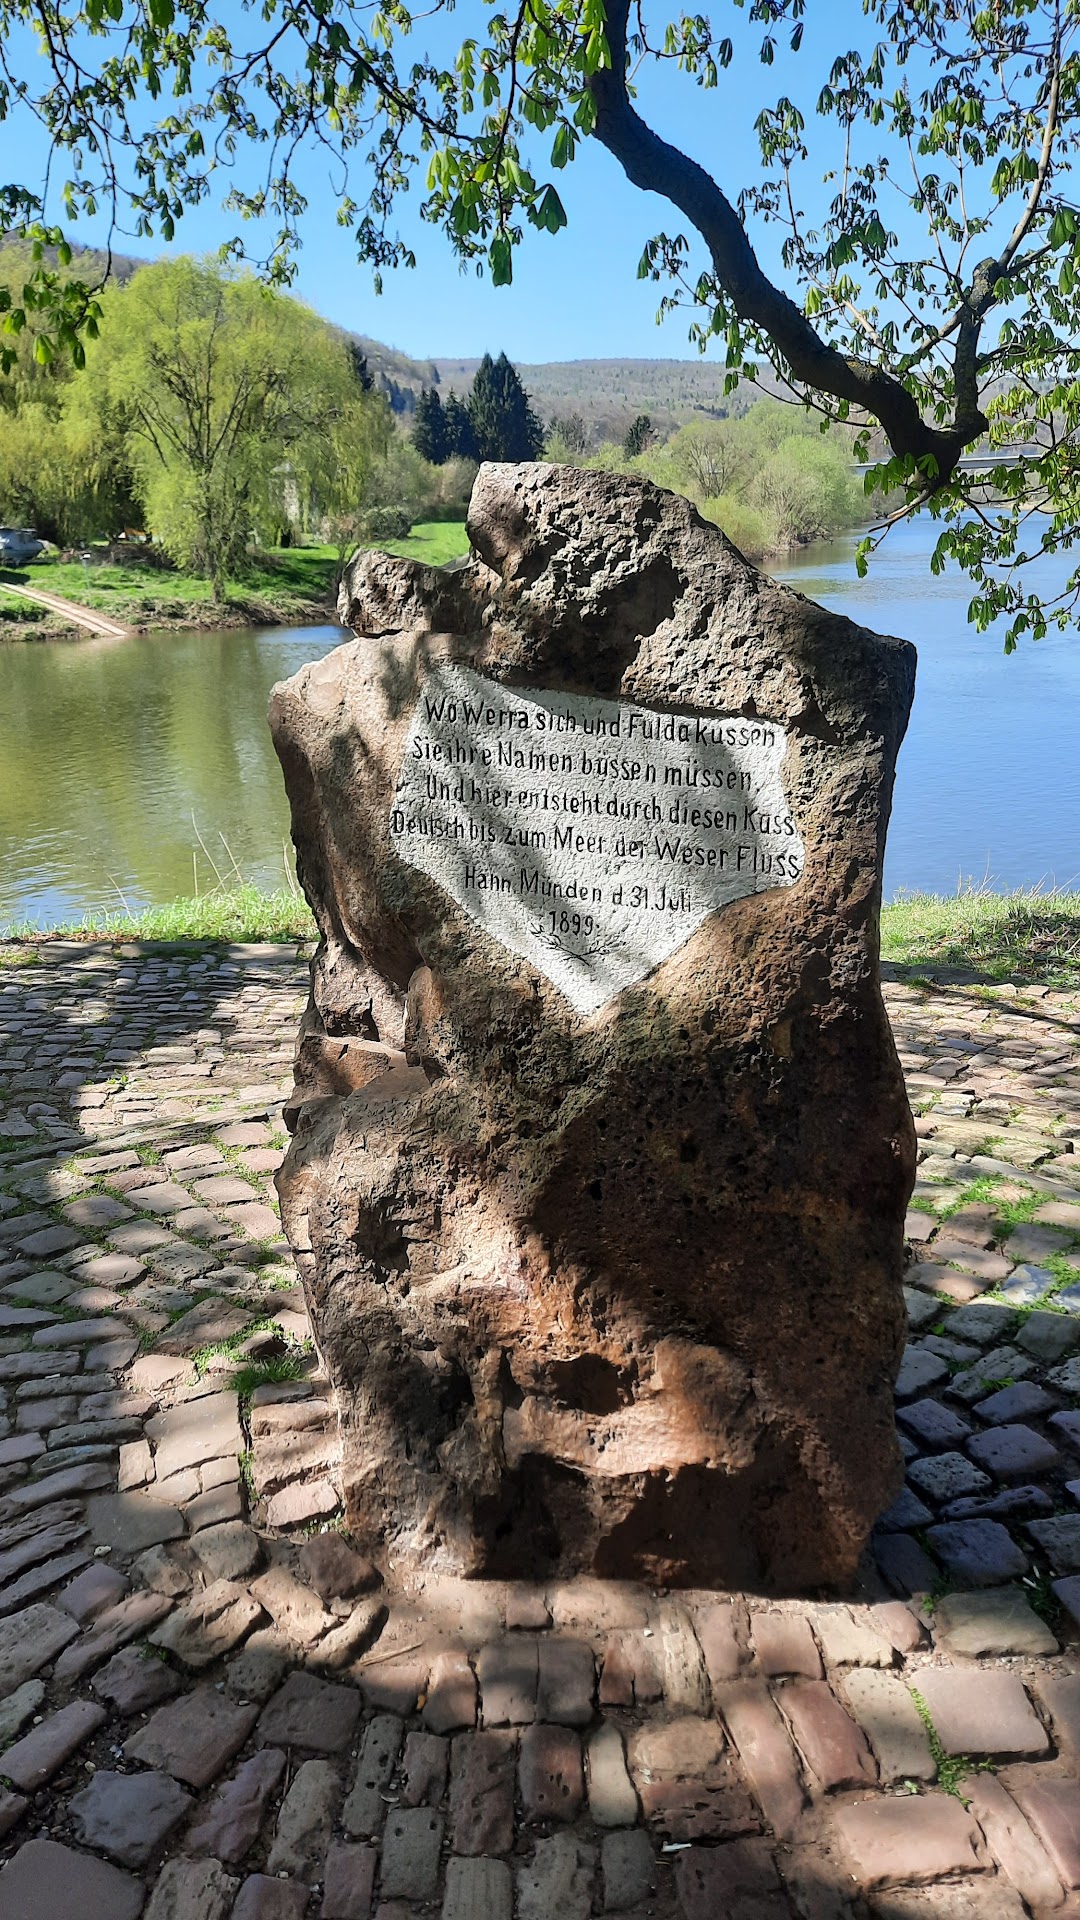 Wo Werra sich und Fulda küssen
Sie ihre Namen büssen müssen,
Und hier entsteht durch diesen Kuss
Deutsch bis zum Meer, der Weser Fluss
Hann. Münden d. 31. Juli
1899.